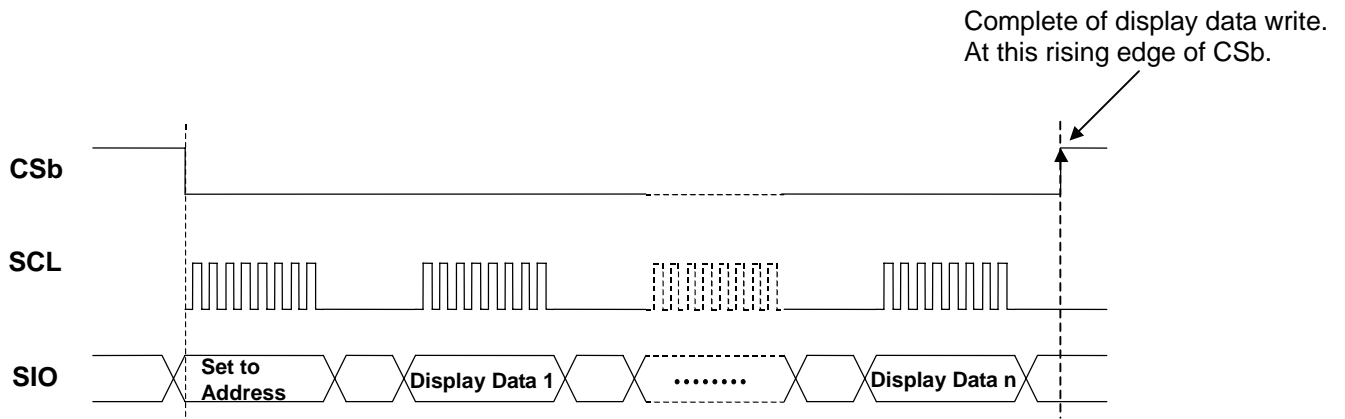 Complete of display data write.
At this rising edge of CSb.
CSb
SCL
SIO
Set to
Address
Display Data 1
........
Display Data n